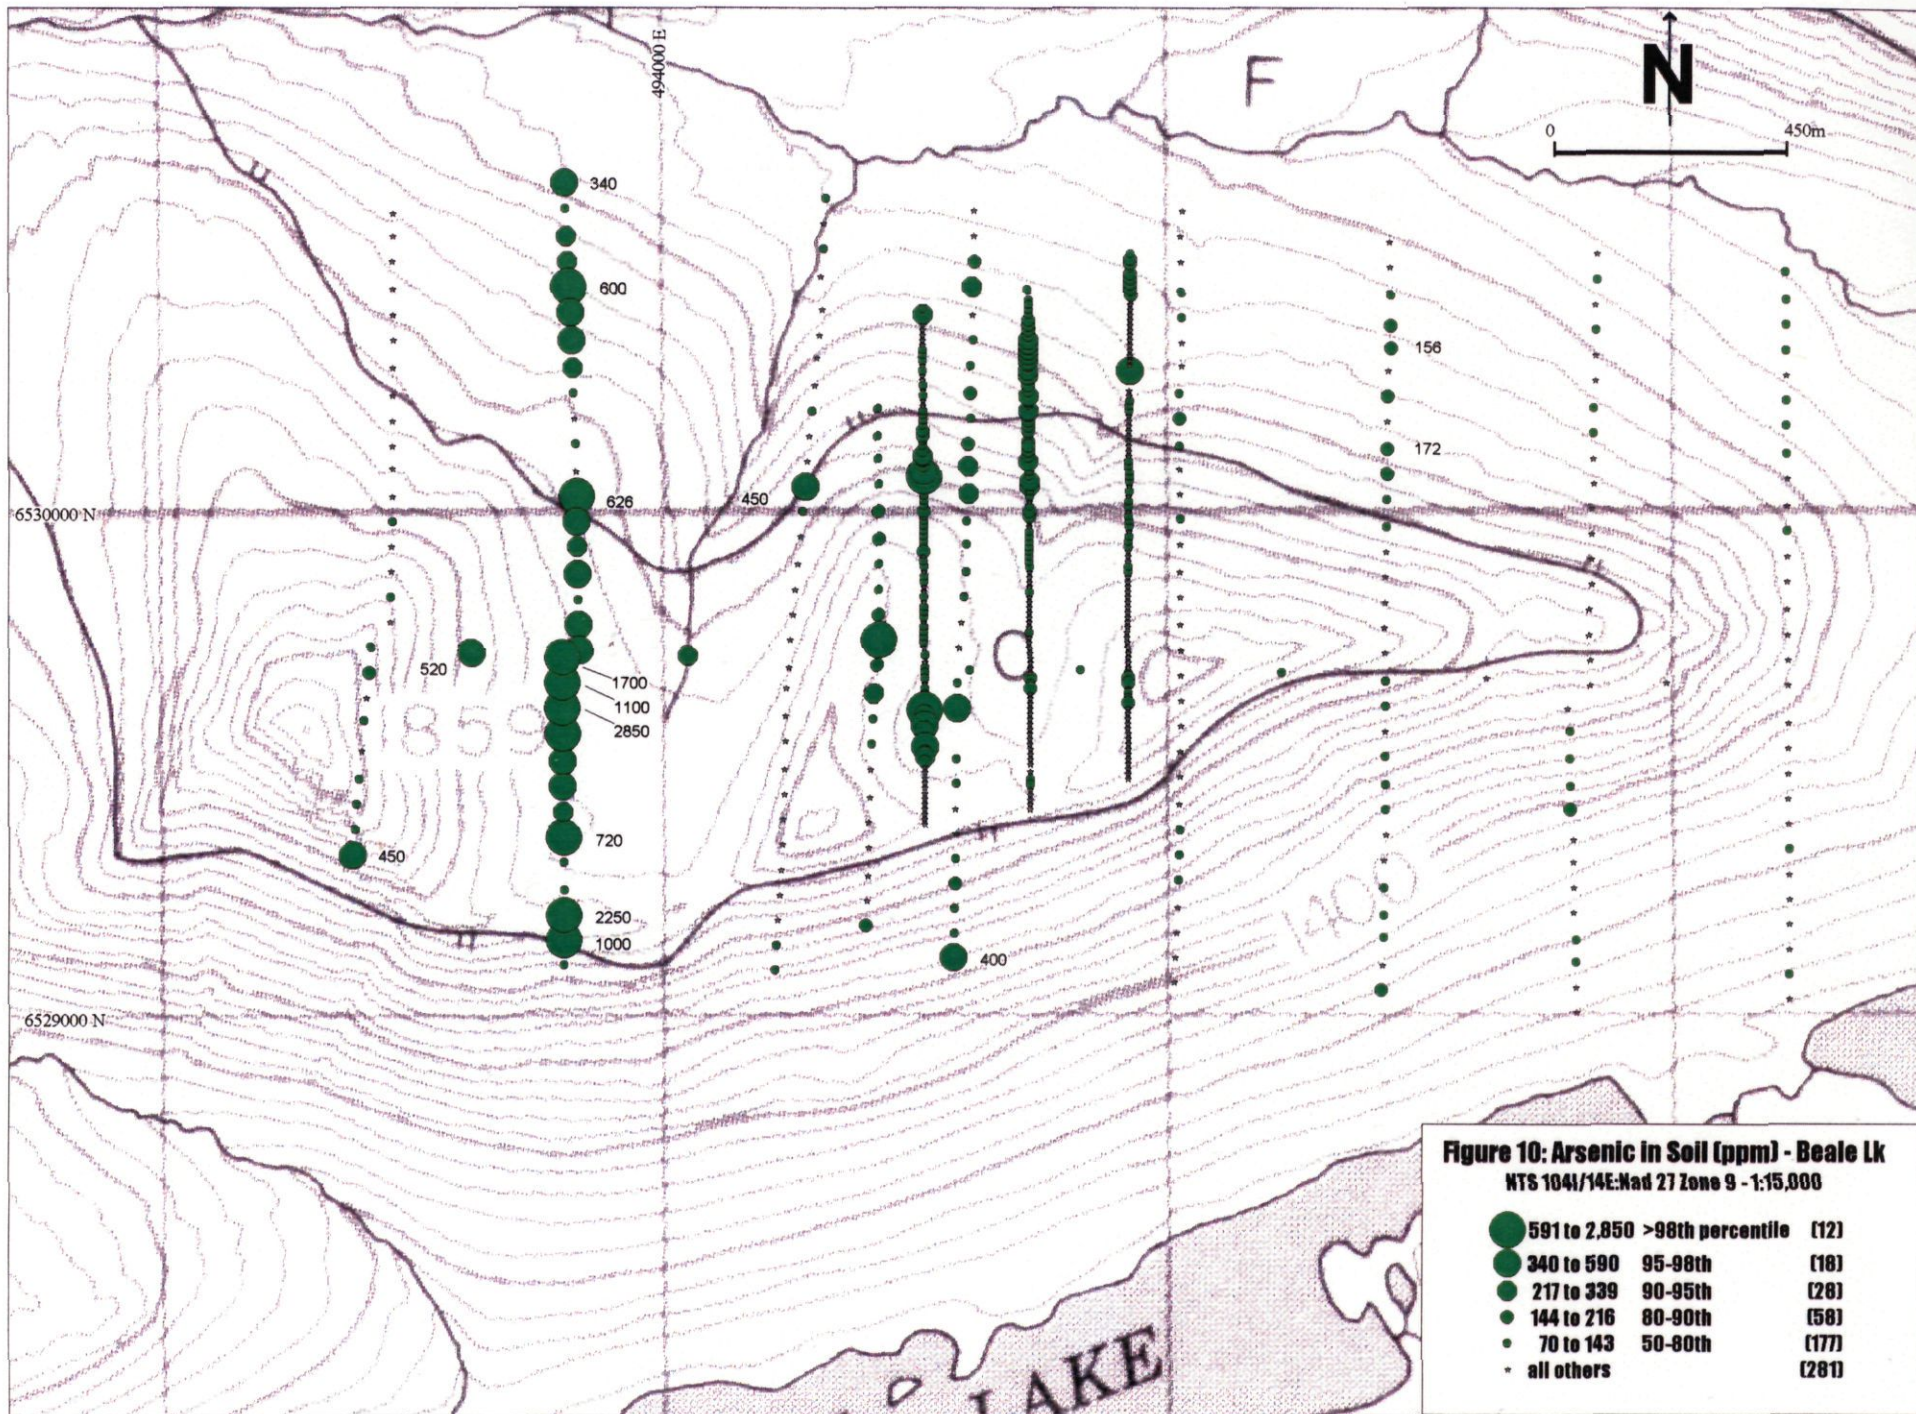 494000 E
F
N
0 450m
340
600
156
172
626
450
6530000 N
520
1700
1100
859
2850
720
450
2250
1000
400
1400
6529000 N
LAKE
Figure 10: Arsenic in Soil (ppm) - Beale Lk
NTS 104I/14E:Nad 27 Zone 9 - 1:15,000
591 to 2,850 >98th percentile (12)
340 to 590 95-98th (18)
217 to 339 90-95th (28)
144 to 216 80-90th (58)
70 to 143 50-80th (177)
all others (281)